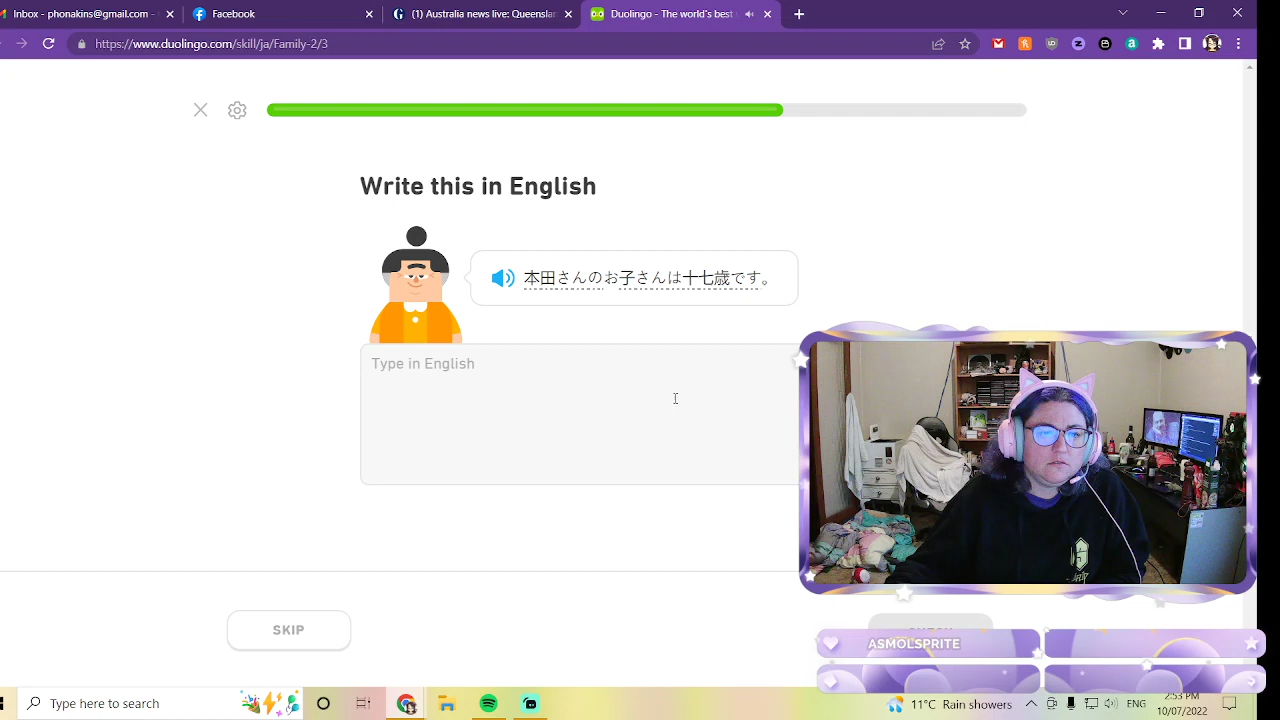 Inbox - phonakins@gmail.com -
Facebook
(1) Australia news live: Queenslan
Duolingo - The world's best
https://www.duolingo.com/skill/ja/Family-2/3
Write this in English
本田さんのお子さんは十七歳です。
Type in English
SKIP
ASMOLSPRITE
Type here to search
11°C Rain showers
ENG
2:53 PM
10/07/2022